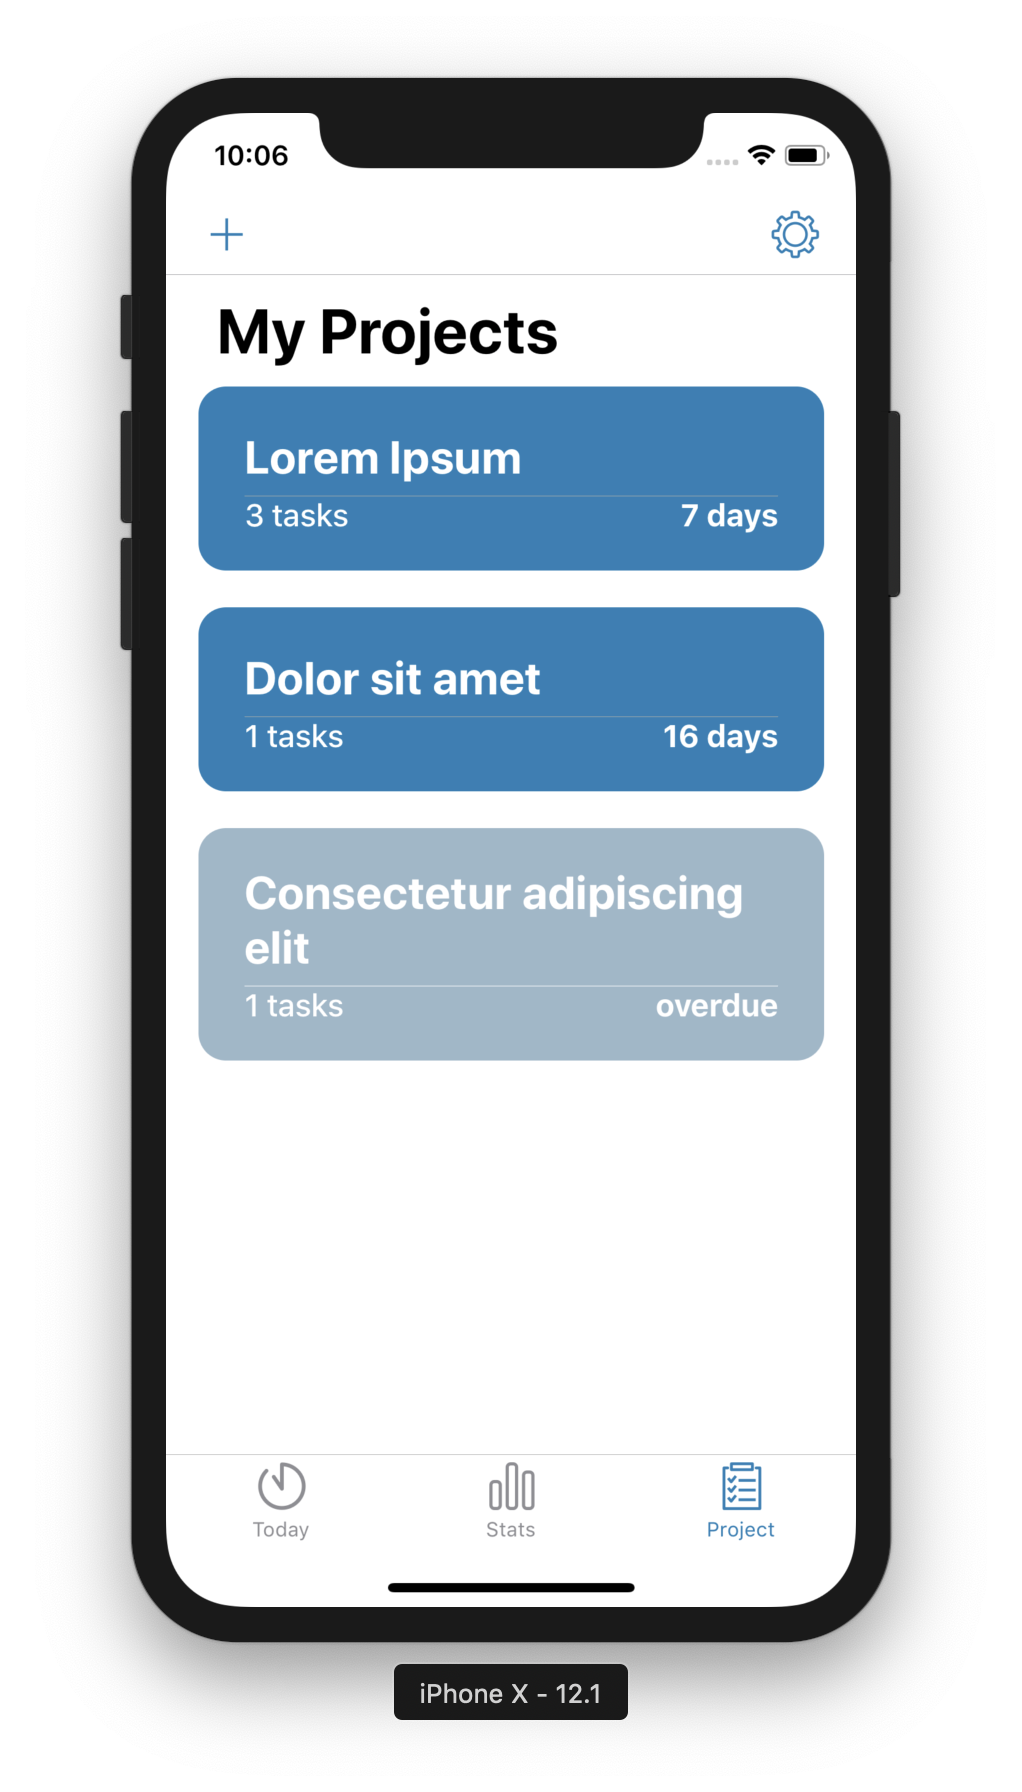 10:06
My Projects
Lorem Ipsum
3 tasks 7 days
Dolor sit amet
1 tasks 16 days
Consectetur adipiscing
elit
1 tasks overdue
Today Stats Project
iPhone X - 12.1